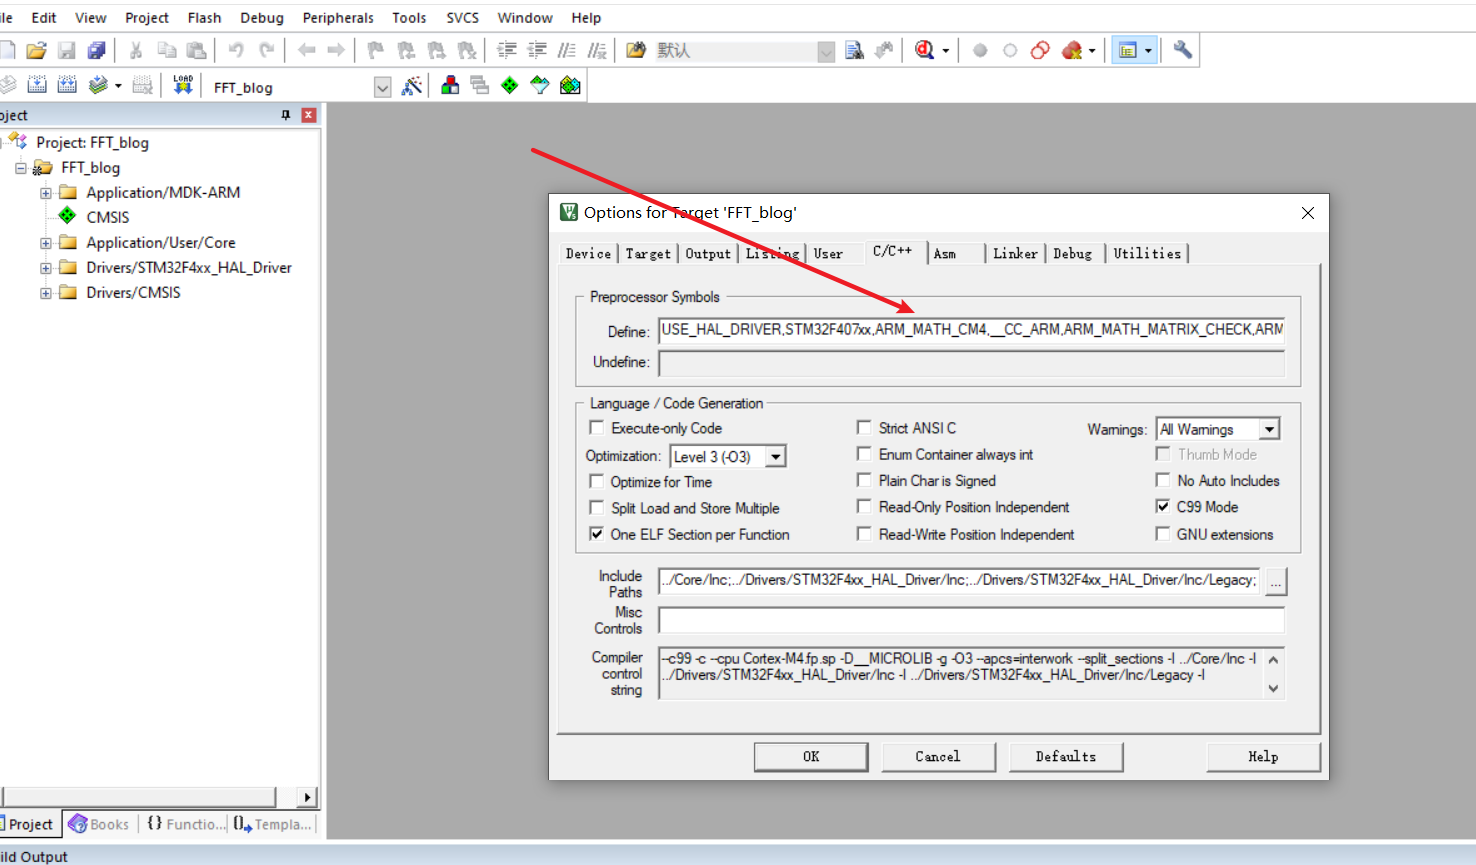 le Edit View Project Flash Debug Peripherals Tools SVCS Window Help
默认
LOAD FFT_blog
oject
Project: FFT_blog
FFT_blog
Application/MDK-ARM
CMSIS
Application/User/Core
Drivers/STM32F4xx_HAL_Driver
Drivers/CMSIS
Options for Target 'FFT_blog'
Device Target Output Listing User C/C++ Asm Linker Debug Utilities
Preprocessor Symbols
Define: USE_HAL_DRIVER,STM32F407xx,ARM_MATH_CM4,__CC_ARM,ARM_MATH_MATRIX_CHECK,ARM
Undefine:
Language / Code Generation
Execute-only Code Strict ANSI C Warnings: All Warnings
Optimization: Level 3 (-O3) Enum Container always int Thumb Mode
Optimize for Time Plain Char is Signed No Auto Includes
Split Load and Store Multiple Read-Only Position Independent C99 Mode
One ELF Section per Function Read-Write Position Independent GNU extensions
Include Paths ../Core/Inc;../Drivers/STM32F4xx_HAL_Driver/Inc;../Drivers/STM32F4xx_HAL_Driver/Inc/Legacy; ...
Misc Controls
Compiler control string --c99 -c --cpu Cortex-M4.fp.sp -D__MICROLIB -g -O3 --apcs=interwork --split_sections -I ../Core/Inc -I
../Drivers/STM32F4xx_HAL_Driver/Inc -I ../Drivers/STM32F4xx_HAL_Driver/Inc/Legacy -I
OK Cancel Defaults Help
Project Books {} Functio... Templa...
ild Output